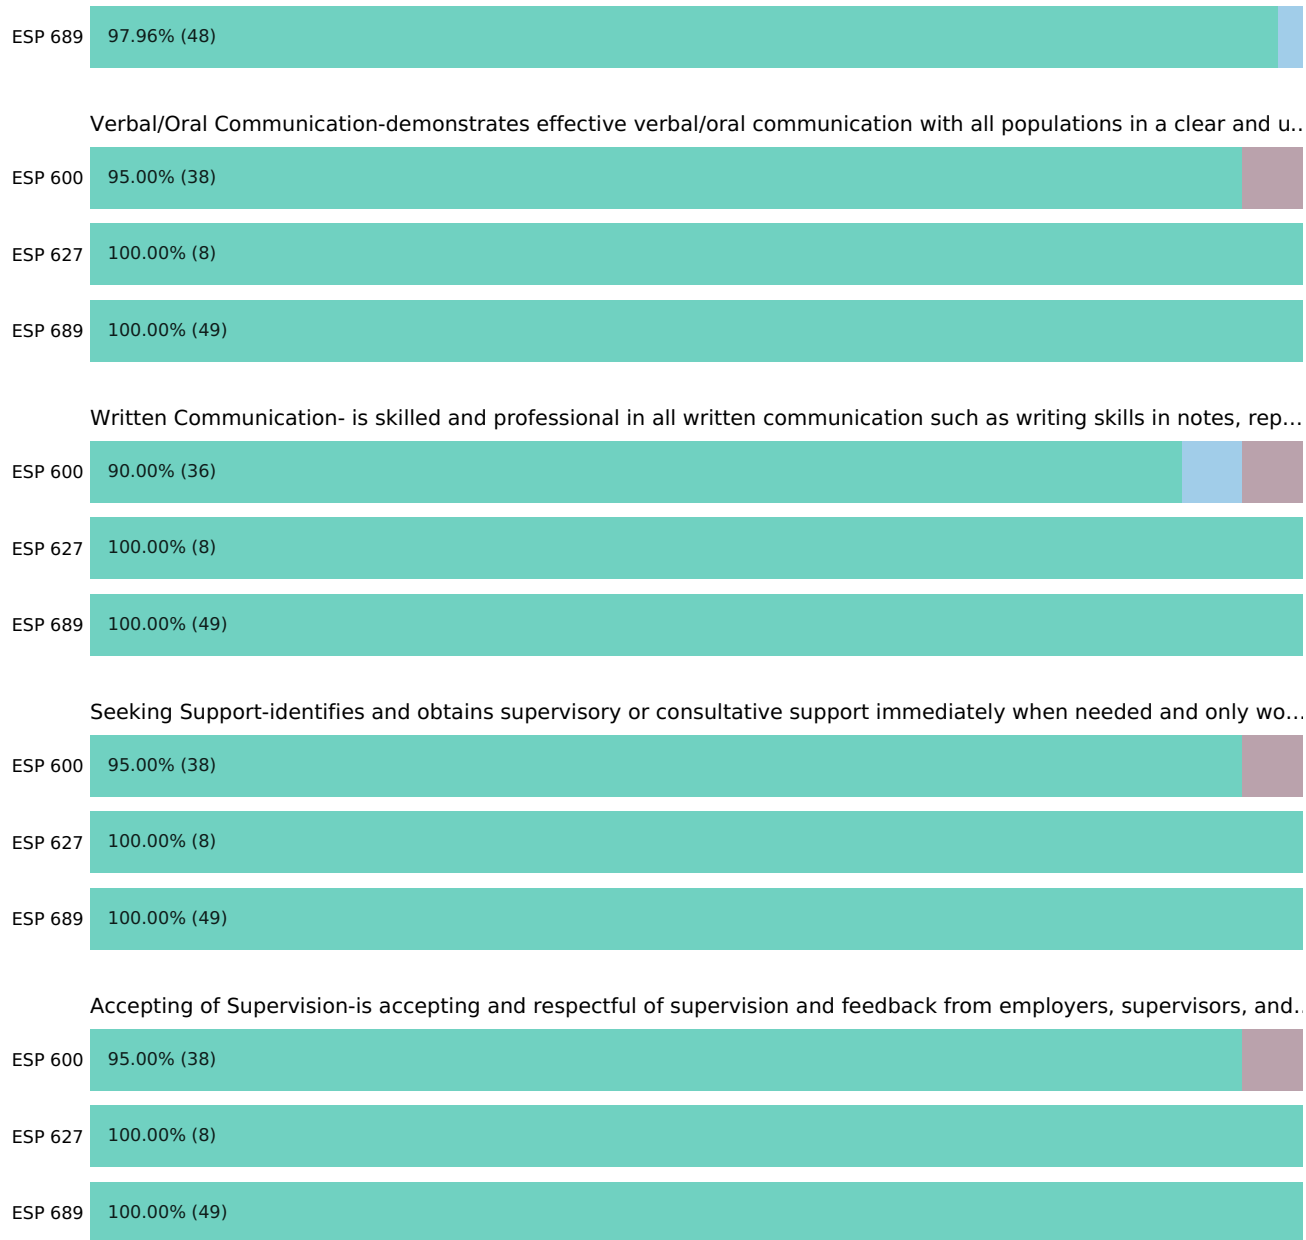 ESP 689 97.96% (48)
Verbal/Oral Communication-demonstrates effective verbal/oral communication with all populations in a clear and u...
ESP 600 95.00% (38)
ESP 627 100.00% (8)
ESP 689 100.00% (49)
Written Communication- is skilled and professional in all written communication such as writing skills in notes, rep...
ESP 600 90.00% (36)
ESP 627 100.00% (8)
ESP 689 100.00% (49)
Seeking Support-identifies and obtains supervisory or consultative support immediately when needed and only wo...
ESP 600 95.00% (38)
ESP 627 100.00% (8)
ESP 689 100.00% (49)
Accepting of Supervision-is accepting and respectful of supervision and feedback from employers, supervisors, and...
ESP 600 95.00% (38)
ESP 627 100.00% (8)
ESP 689 100.00% (49)